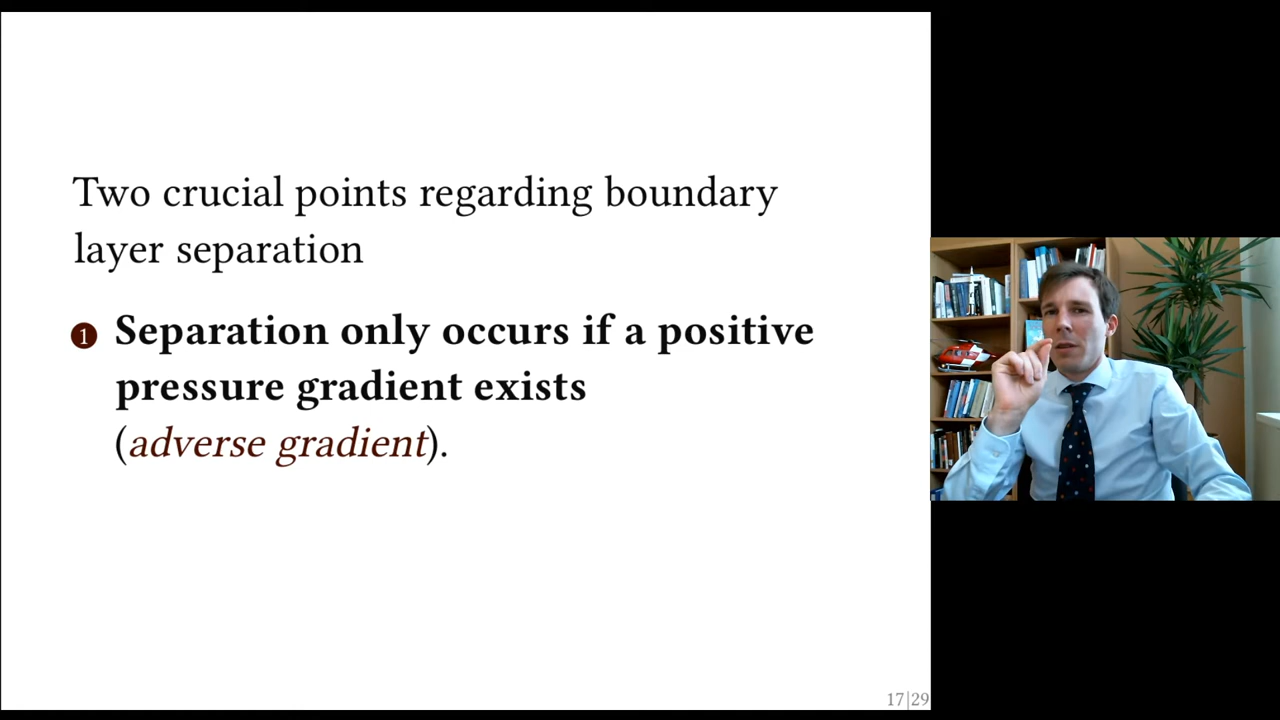 Two crucial points regarding boundary
layer separation
1 Separation only occurs if a positive
pressure gradient exists
(adverse gradient).
17|29